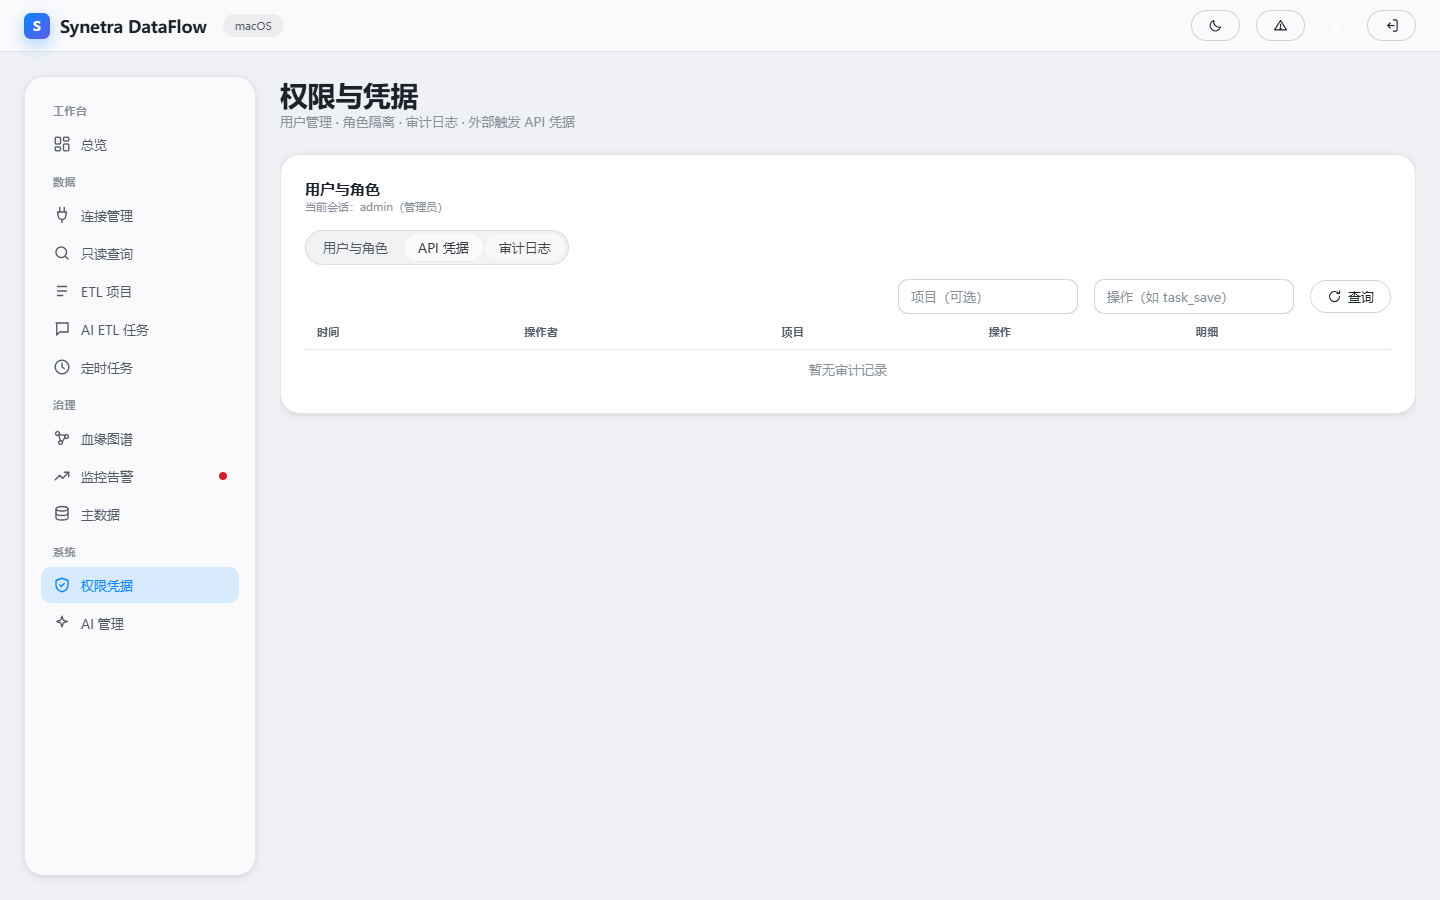 S Synetra DataFlow macOS
工作台
总览
数据
连接管理
只读查询
ETL 项目
AI ETL 任务
定时任务
治理
血缘图谱
监控告警
主数据
系统
权限凭据
AI 管理
权限与凭据
用户管理 · 角色隔离 · 审计日志 · 外部触发 API 凭据
用户与角色
当前会话：admin（管理员）
用户与角色 API 凭据 审计日志
项目（可选） 操作（如 task_save） 查询
时间 操作者 项目 操作 明细
暂无审计记录